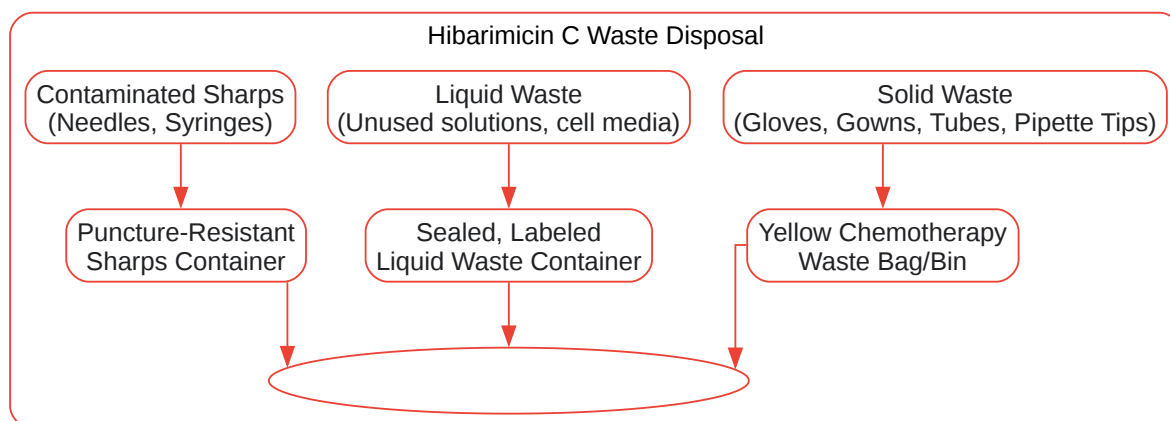 Hibarimicin C Waste Disposal
Contaminated Sharps
(Needles, Syringes)
Liquid Waste
(Unused solutions, cell media)
Solid Waste
(Gloves, Gowns, Tubes, Pipette Tips)
Puncture-Resistant
Sharps Container
Sealed, Labeled
Liquid Waste Container
Yellow Chemotherapy
Waste Bag/Bin